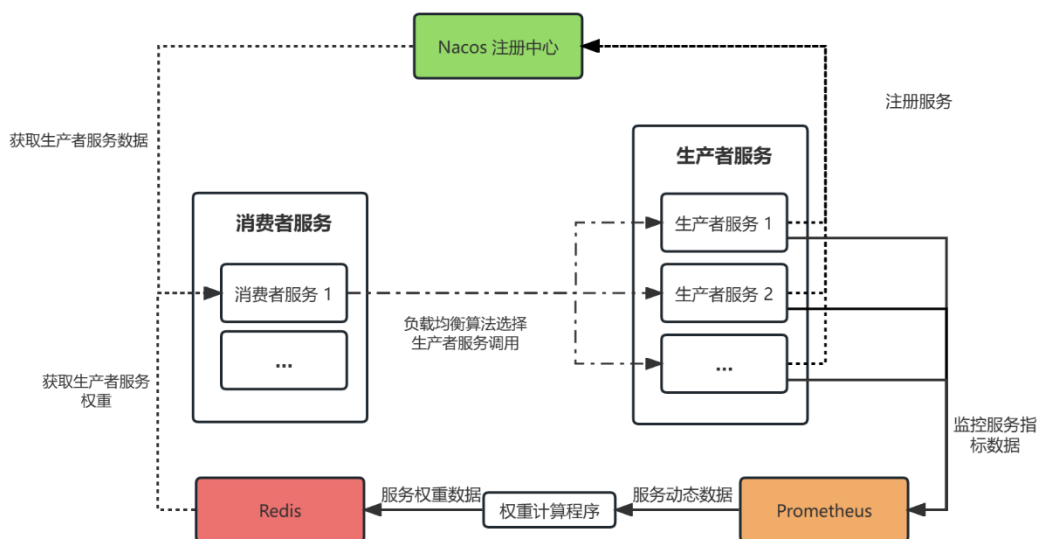 Nacos 注册中心
注册服务
获取生产者服务数据
生产者服务
消费者服务
生产者服务 1
消费者服务 1
生产者服务 2
负载均衡算法选择
生产者服务调用
...
...
获取生产者服务
权重
监控服务指
标数据
Redis
服务权重数据
权重计算程序
服务动态数据
Prometheus